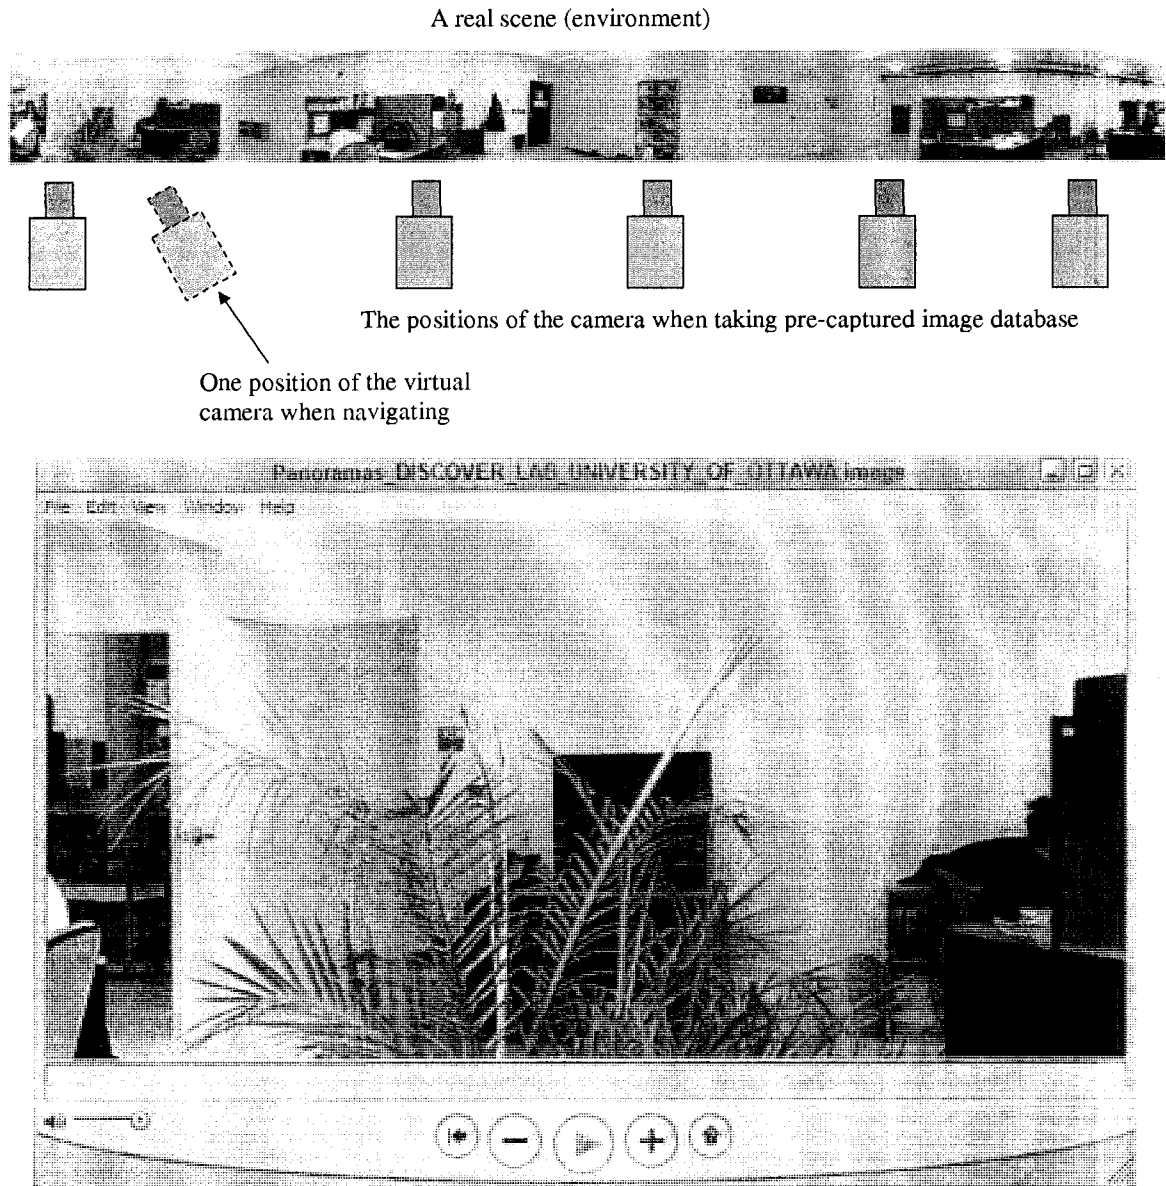 A real scene (environment)
The positions of the camera when taking pre-captured image database
One position of the virtual
camera when navigating
Panoramas_DISCOVER_LAB_UNIVERSITY_OF_OTTAWA.image
File Edit View Window Help